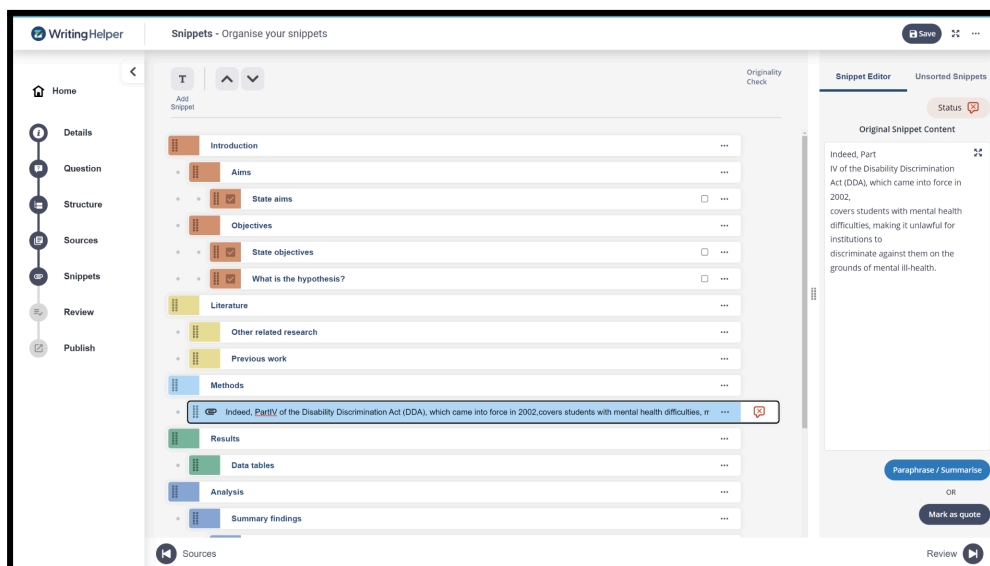 WritingHelper
Snippets - Organise your snippets
Save
Home
Details
Question
Structure
Sources
Snippets
Review
Publish
T
Add
Snippet
Originality
Check
Introduction
Aims
State aims
Objectives
State objectives
What is the hypothesis?
Literature
Other related research
Previous work
Methods
Indeed, PartIV of the Disability Discrimination Act (DDA), which came into force in 2002,covers students with mental health difficulties, m
Results
Data tables
Analysis
Summary findings
Snippet Editor
Unsorted Snippets
Status
Original Snippet Content
Indeed, Part
IV of the Disability Discrimination
Act (DDA), which came into force in
2002,
covers students with mental health
difficulties, making it unlawful for
institutions to
discriminate against them on the
grounds of mental ill-health.
Paraphrase / Summarise
OR
Mark as quote
Sources
Review